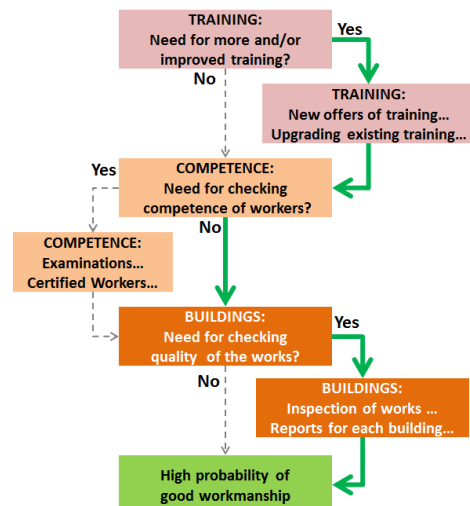 TRAINING:
Need for more and/or
improved training?
Yes
No
TRAINING:
New offers of training…
Upgrading existing training…
Yes
COMPETENCE:
Need for checking
competence of workers?
No
COMPETENCE:
Examinations…
Certified Workers…
BUILDINGS:
Need for checking
quality of the works?
Yes
No
BUILDINGS:
Inspection of works …
Reports for each building…
High probability of
good workmanship